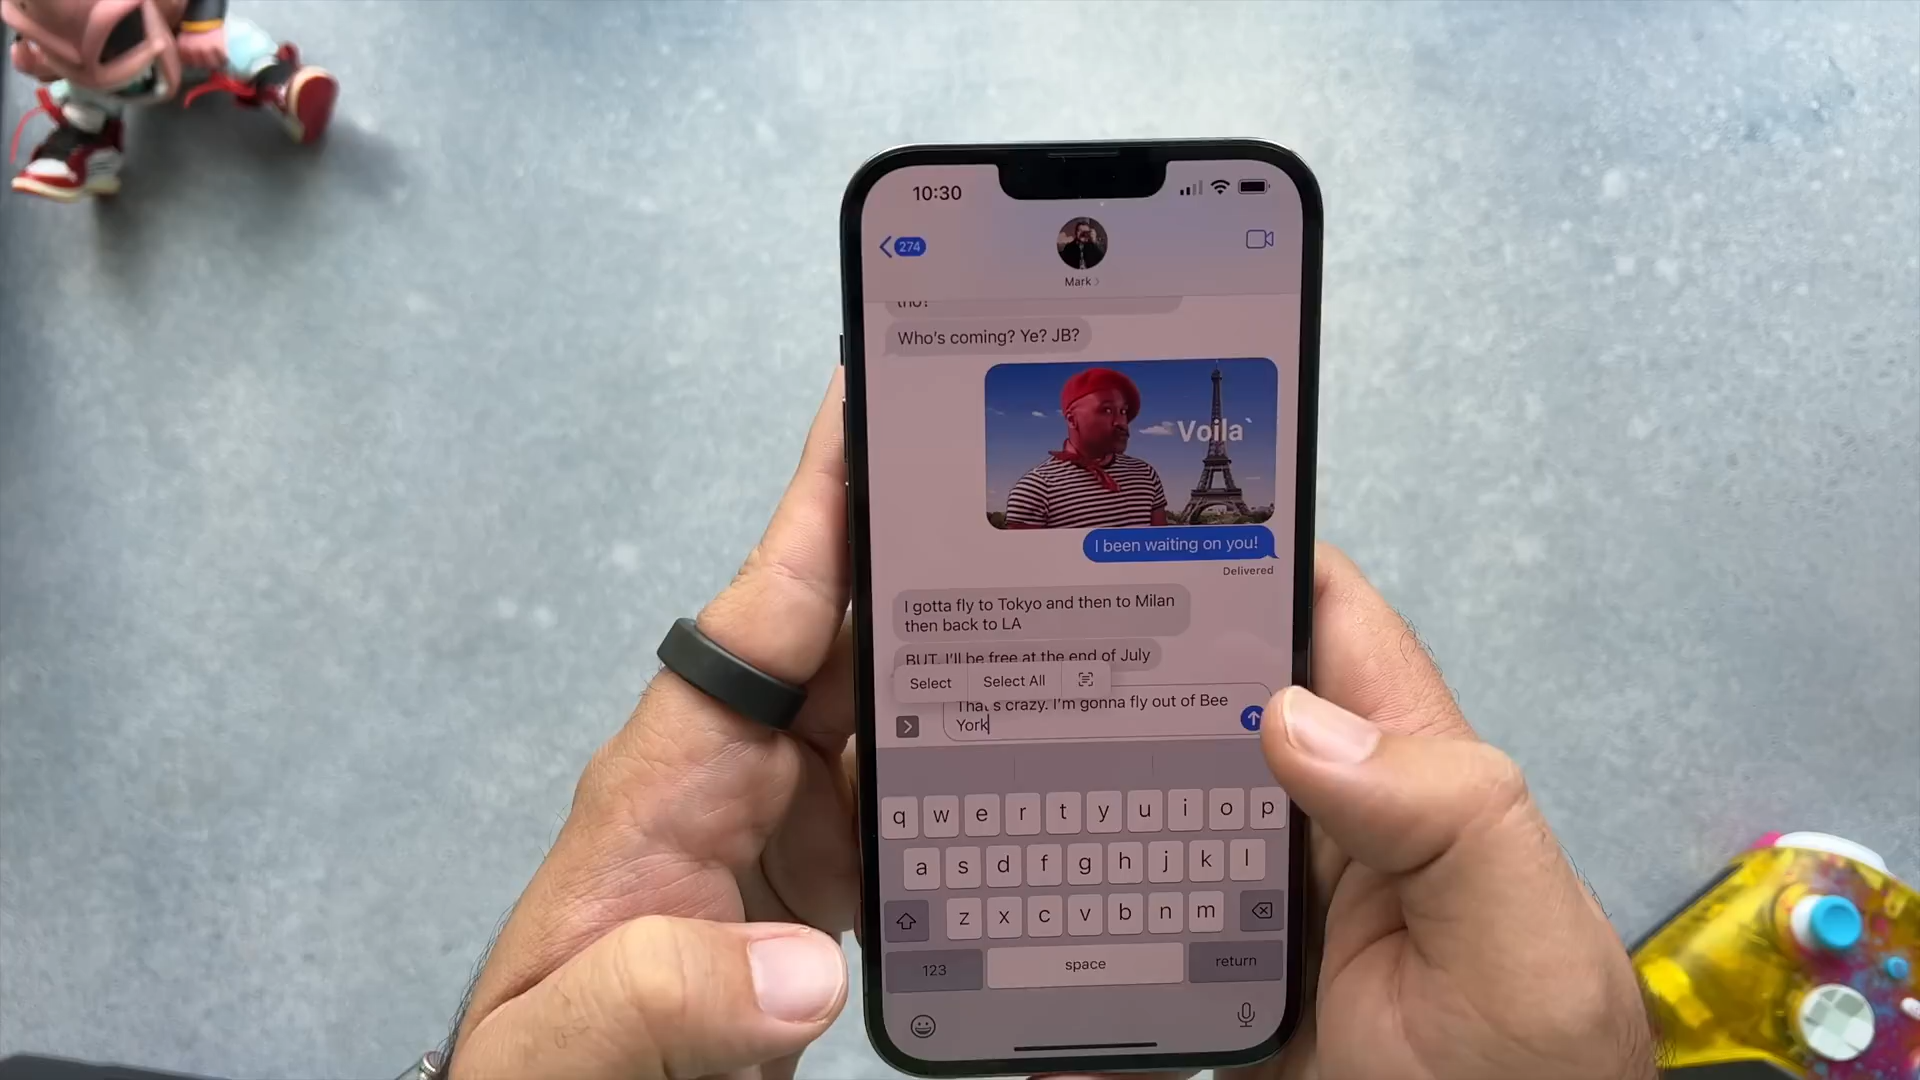 10:30
274
Mark
tho?
Who's coming? Ye? JB?
Voila`
I been waiting on you!
Delivered
I gotta fly to Tokyo and then to Milan
then back to LA
BUT. I'll be free at the end of July
Select Select All
That's crazy. I'm gonna fly out of Bee
York
q w e r t y u i o p
a s d f g h j k l
z x c v b n m
123 space return